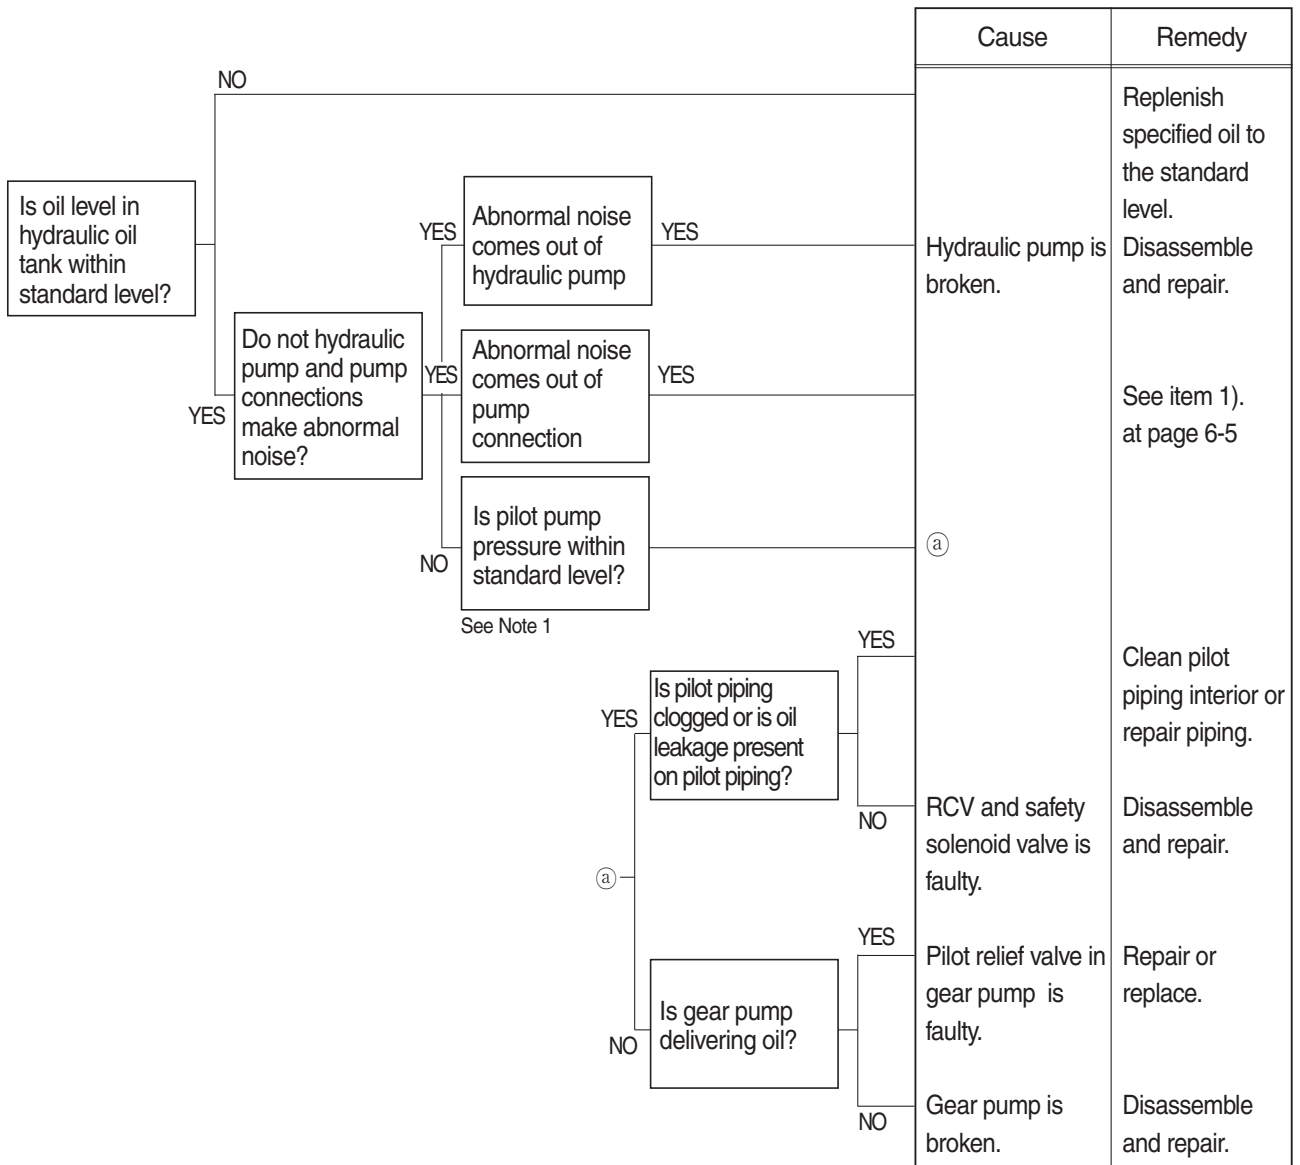 Cause
Remedy
NO
Replenish
specified oil to
the standard
level.
Is oil level in
hydraulic oil
tank within
standard level?
YES
Abnormal noise
comes out of
hydraulic pump
YES
Hydraulic pump is
broken.
Disassemble
and repair.
YES
Do not hydraulic
pump and pump
connections
make abnormal
noise?
YES
Abnormal noise
comes out of
pump
connection
YES
See item 1).
at page 6-5
NO
Is pilot pump
pressure within
standard level?
See Note 1
ⓐ
ⓐ
YES
Is pilot piping
clogged or is oil
leakage present
on pilot piping?
YES
Clean pilot
piping interior or
repair piping.
NO
RCV and safety
solenoid valve is
faulty.
Disassemble
and repair.
NO
Is gear pump
delivering oil?
YES
Pilot relief valve in
gear pump is
faulty.
Repair or
replace.
NO
Gear pump is
broken.
Disassemble
and repair.